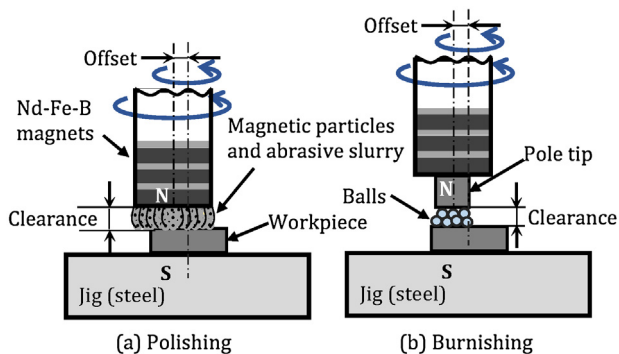 Offset
Nd-Fe-B
magnets
Magnetic particles
and abrasive slurry
N
Clearance
Workpiece
S
Jig (steel)
(a) Polishing
Offset
Pole tip
N
Balls
Clearance
S
Jig (steel)
(b) Burnishing